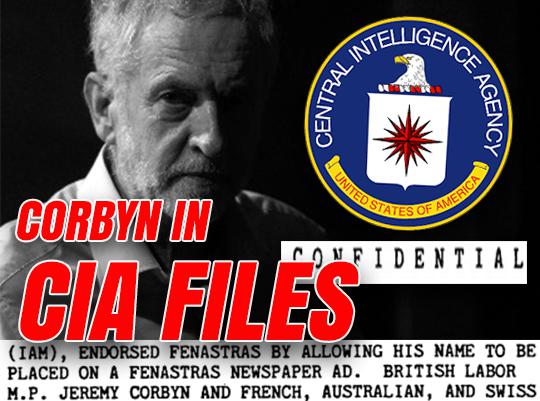 CENTRAL INTELLIGENCE AGENCY
UNITED STATES OF AMERICA
CORBYN IN
CIA FILES
CONFIDENTIAL
(IAM), ENDORSED FENASTRAS BY ALLOWING HIS NAME TO BE
PLACED ON A FENASTRAS NEWSPAPER AD. BRITISH LABOR
M.P. JEREMY CORBYN AND FRENCH, AUSTRALIAN, AND SWISS